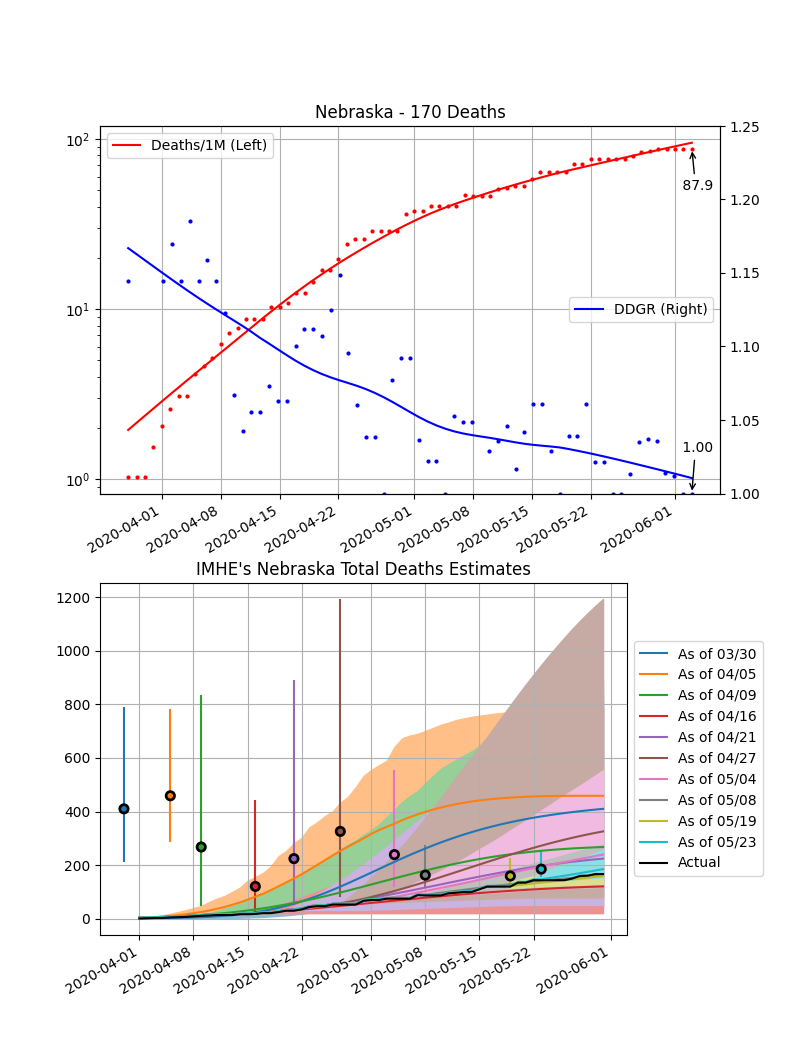 Nebraska - 170 Deaths
Deaths/1M (Left)
DDGR (Right)
10²
10¹
10⁰
1.25
1.20
1.15
1.10
1.05
1.00
87.9
1.00
2020-04-01
2020-04-08
2020-04-15
2020-04-22
2020-05-01
2020-05-08
2020-05-15
2020-05-22
2020-06-01
IMHE's Nebraska Total Deaths Estimates
1200
1000
800
600
400
200
0
2020-04-01
2020-04-08
2020-04-15
2020-04-22
2020-05-01
2020-05-08
2020-05-15
2020-05-22
2020-06-01
As of 03/30
As of 04/05
As of 04/09
As of 04/16
As of 04/21
As of 04/27
As of 05/04
As of 05/08
As of 05/19
As of 05/23
Actual